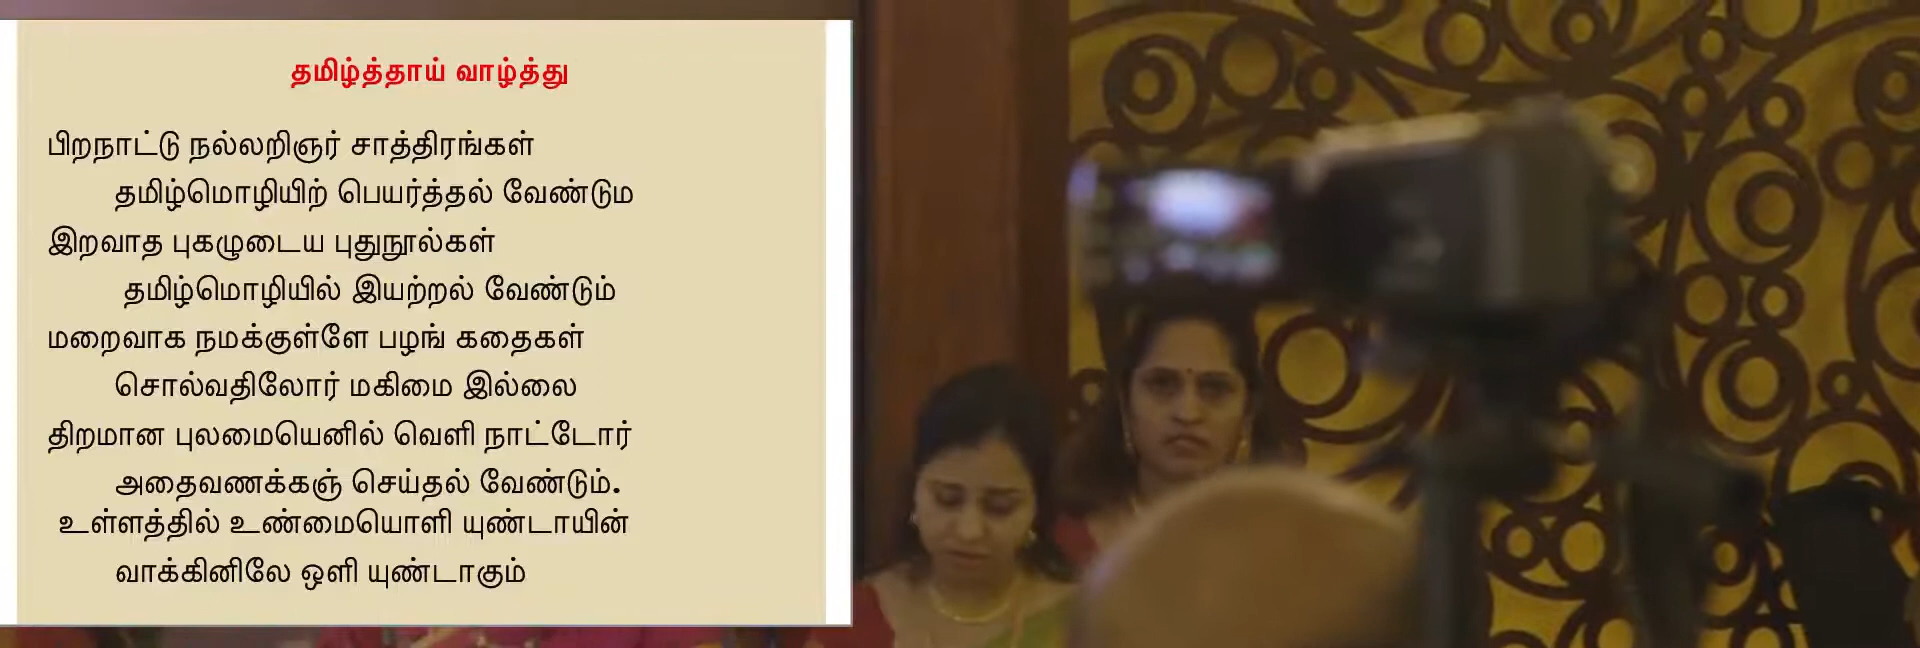 தமிழ்த்தாய் வாழ்த்து
பிறநாட்டு நல்லறிஞர் சாத்திரங்கள்
தமிழ்மொழியிற் பெயர்த்தல் வேண்டும
இறவாத புகழுடைய புதுநூல்கள்
தமிழ்மொழியில் இயற்றல் வேண்டும்
மறைவாக நமக்குள்ளே பழங் கதைகள்
சொல்வதிலோர் மகிமை இல்லை
திறமான புலமையெனில் வெளி நாட்டோர்
அதைவணக்கஞ் செய்தல் வேண்டும்.
உள்ளத்தில் உண்மையொளி யுண்டாயின்
வாக்கினிலே ஒளி யுண்டாகும்